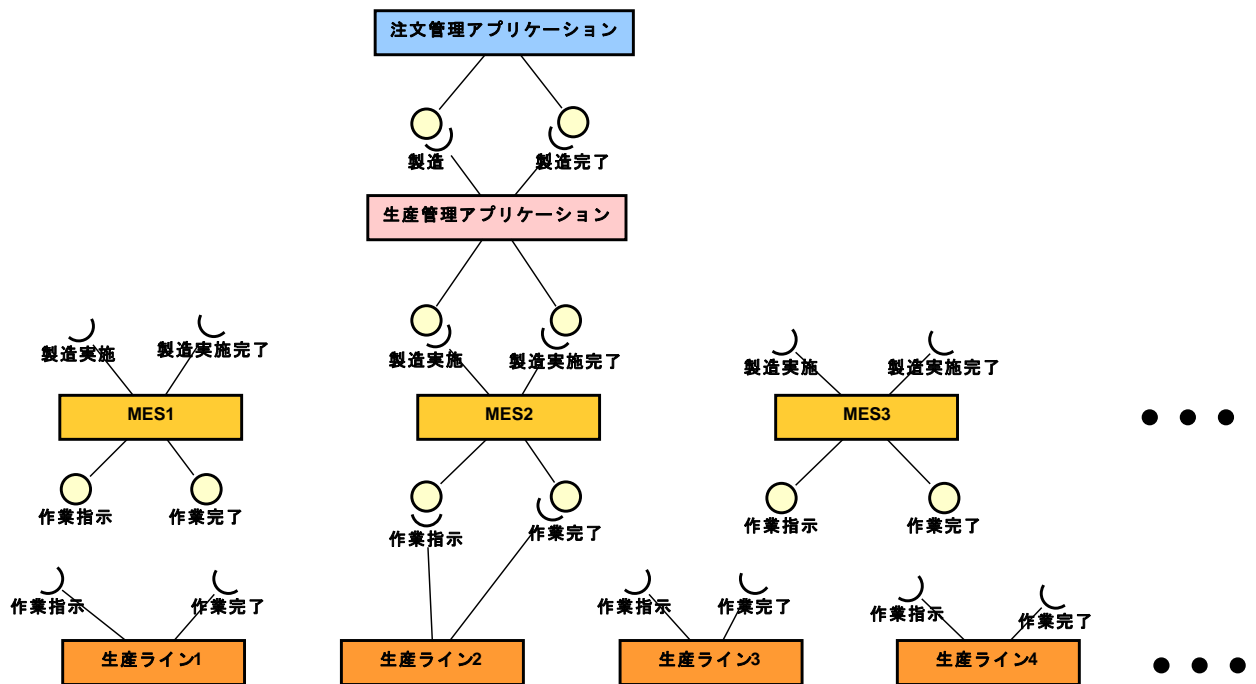 注文管理アプリケーション
製造
製造完了
生産管理アプリケーション
製造実施
製造実施完了
製造実施
製造実施完了
製造実施
製造実施完了
MES1
MES2
MES3
作業指示
作業完了
作業指示
作業完了
作業指示
作業完了
作業指示
作業完了
作業指示
作業完了
作業指示
作業完了
生産ライン1
生産ライン2
生産ライン3
生産ライン4